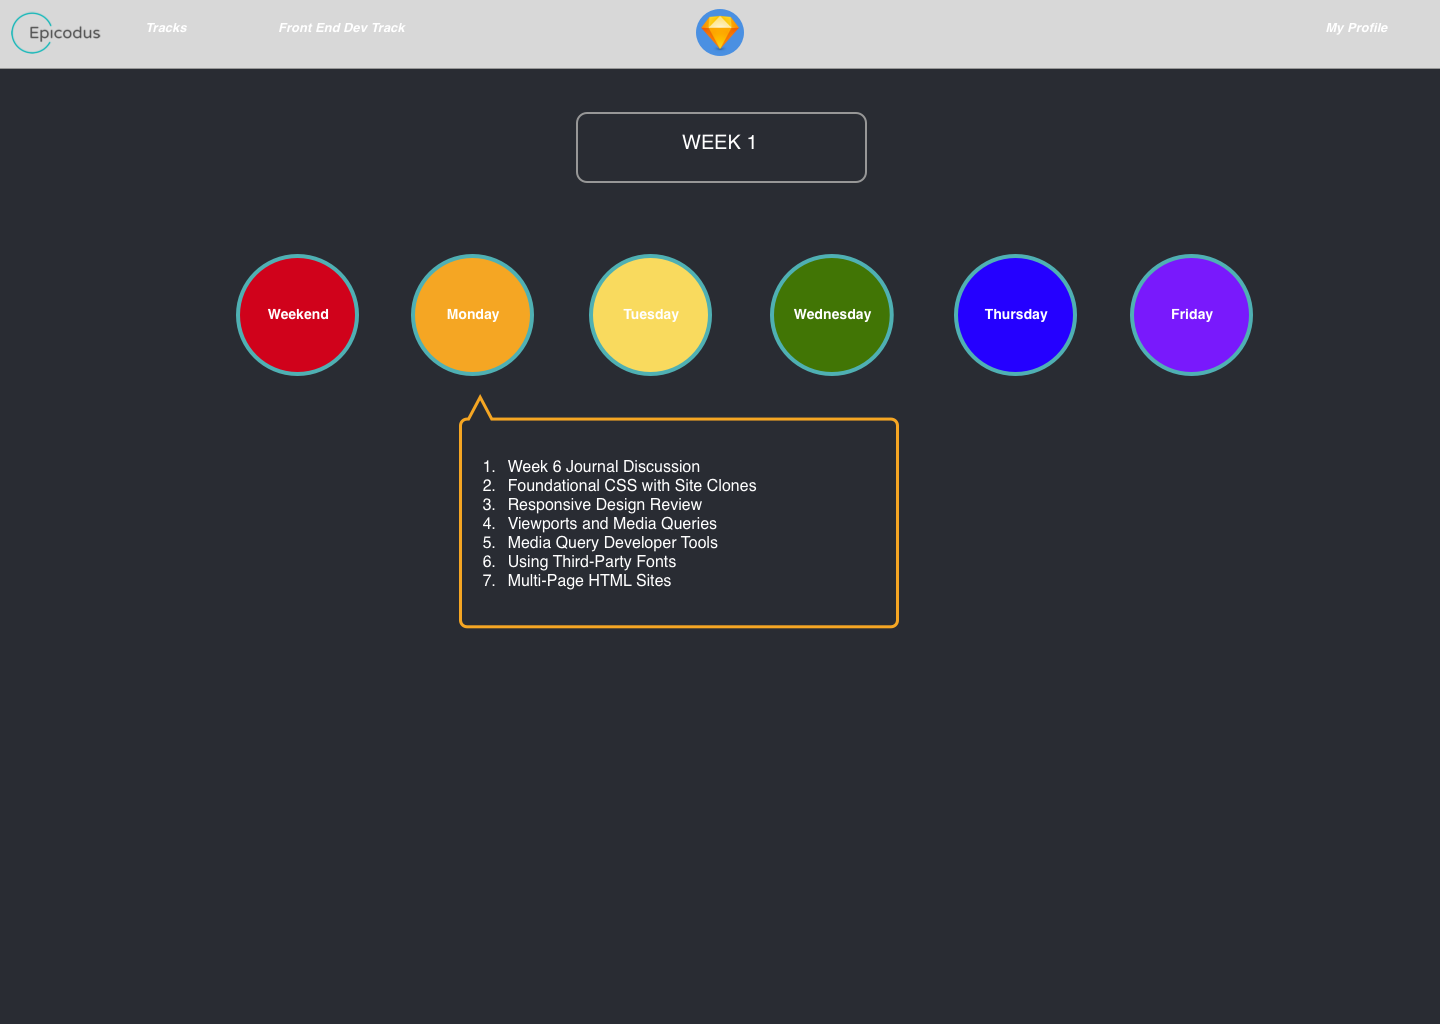 Epicodus
Tracks
Front End Dev Track
My Profile
WEEK 1
Weekend
Monday
Tuesday
Wednesday
Thursday
Friday
1. Week 6 Journal Discussion
2. Foundational CSS with Site Clones
3. Responsive Design Review
4. Viewports and Media Queries
5. Media Query Developer Tools
6. Using Third-Party Fonts
7. Multi-Page HTML Sites